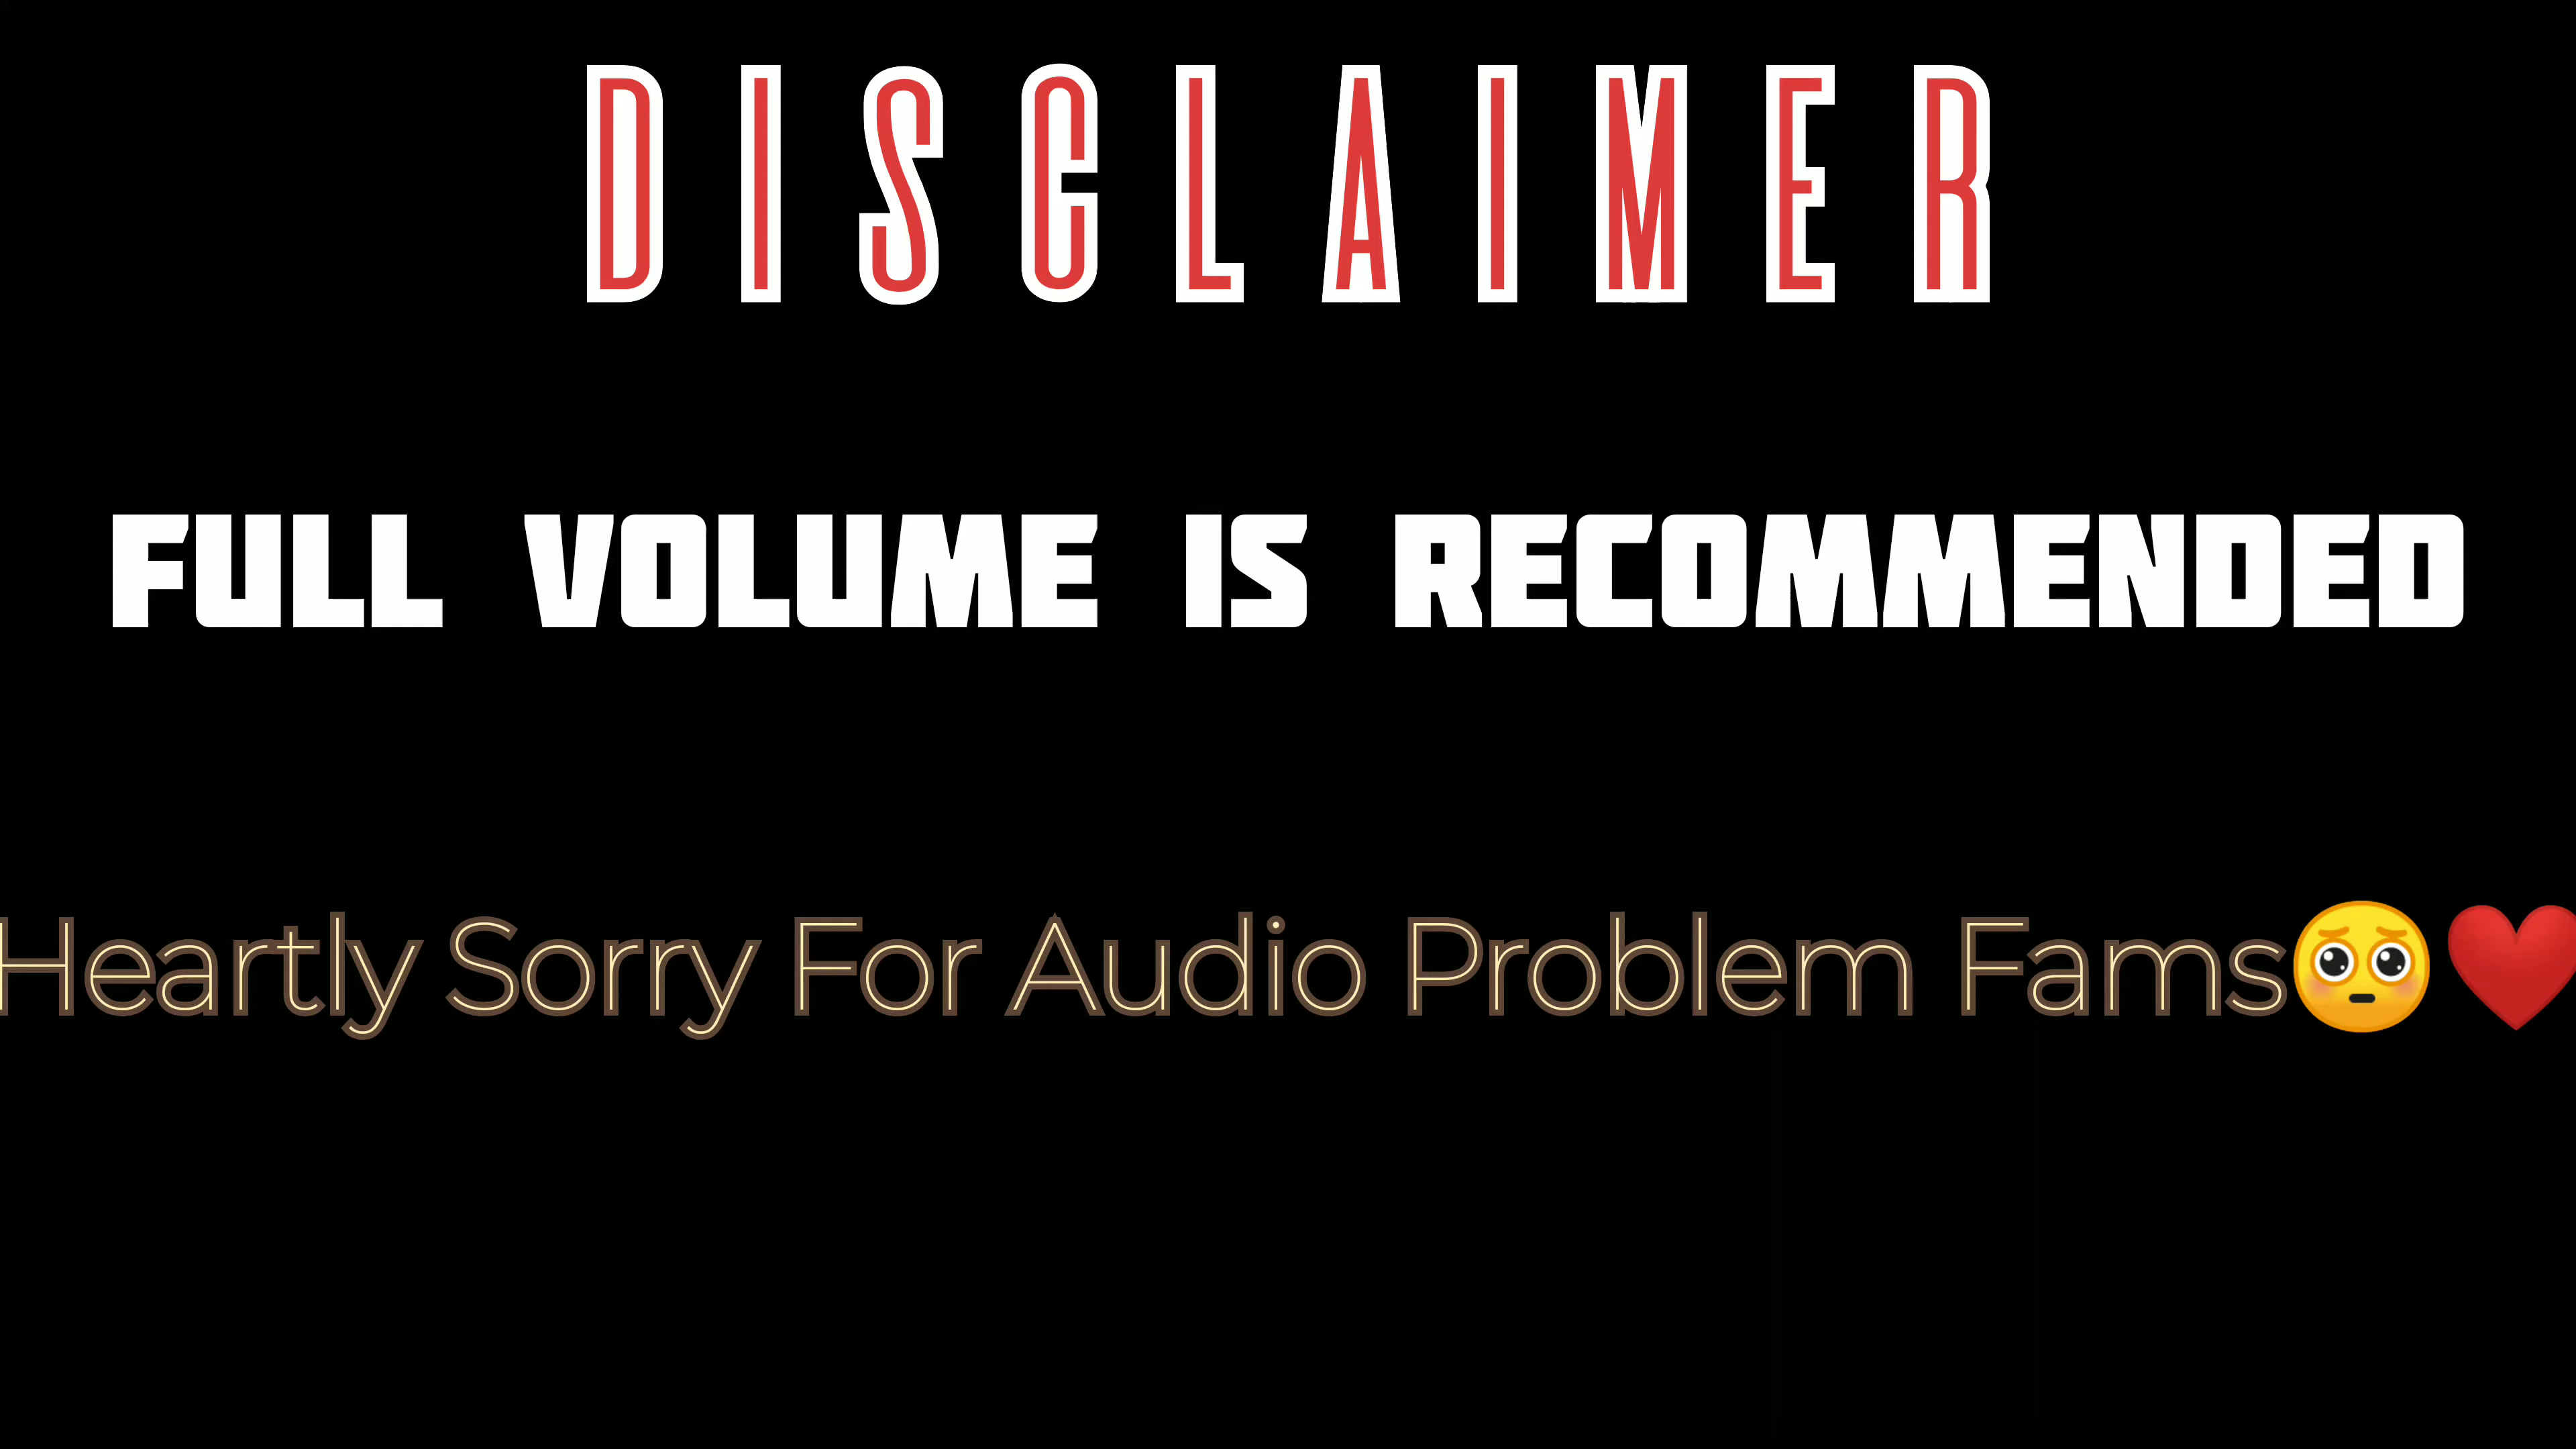 DISCLAIMER
FULL VOLUME IS RECOMMENDED
Heartly Sorry For Audio Problem Fams🥺❤️